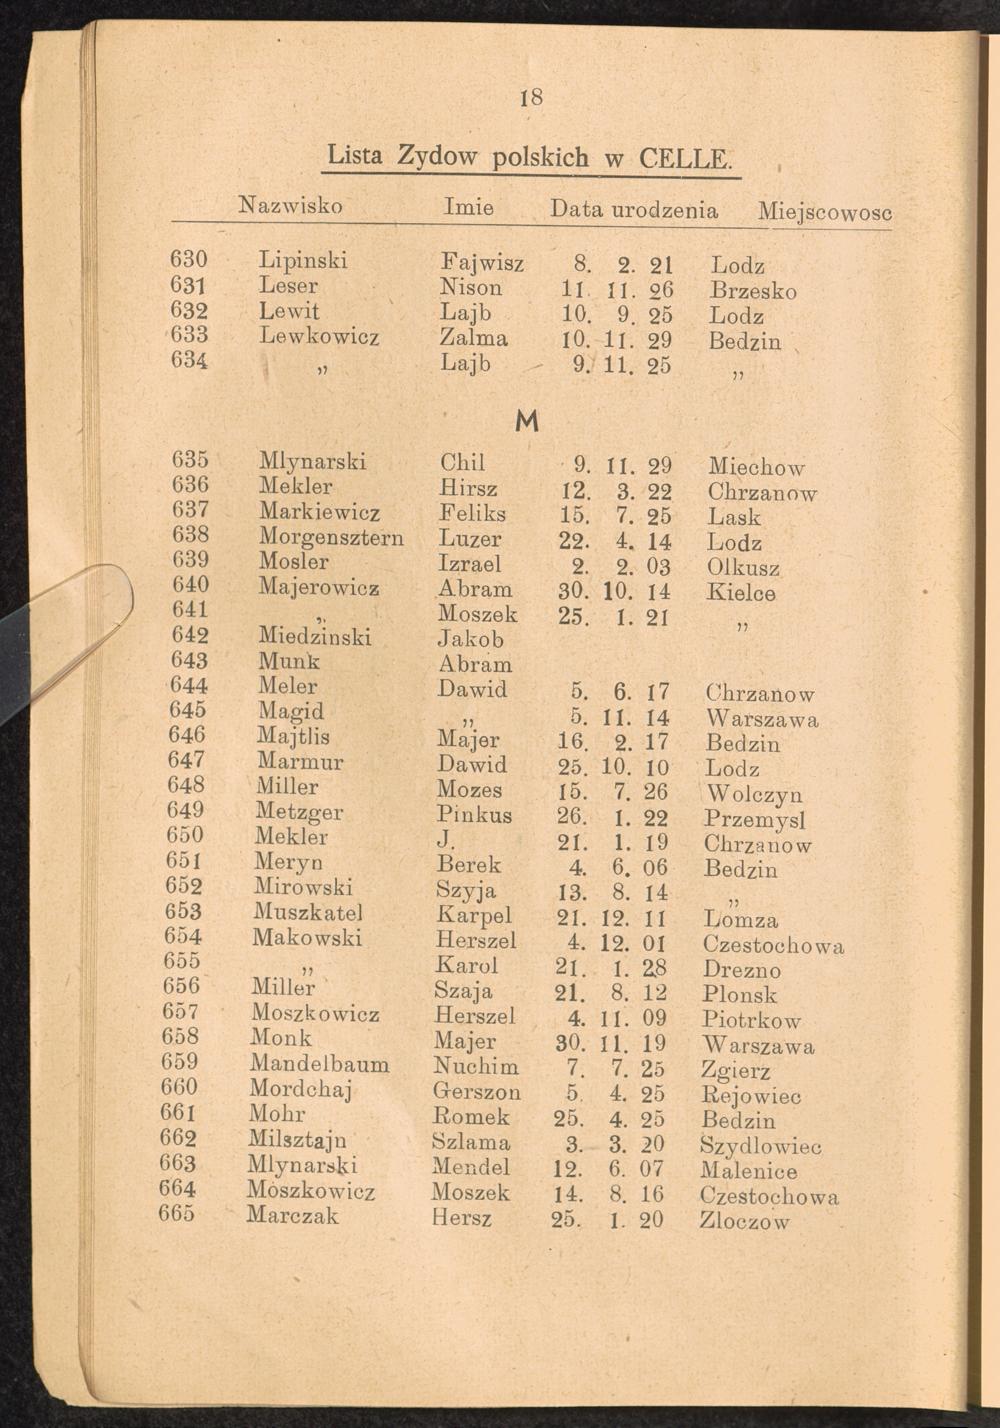 18
Lista Zydow polskich w CELLE.
Nazwisko Imie Data urodzenia Miejscowosc
630 Lipinski Fajwisz 8. 2. 21 Lodz
631 Leser Nison 11. 11. 26 Brzesko
632 Lewit Lajb 10. 9. 25 Lodz
633 Lewkowicz Zalma 10. 11. 29 Bedzin
634 „ Lajb 9. 11. 25 „
M
635 Mlynarski Chil 9. 11. 29 Miechow
636 Mekler Hirsz 12. 3. 22 Chrzanow
637 Markiewicz Feliks 15. 7. 25 Lask
638 Morgensztern Luzer 22. 4. 14 Lodz
639 Mosler Izrael 2. 2. 03 Olkusz
640 Majerowicz Abram 30. 10. 14 Kielce
641 „ Moszek 25. 1. 21 „
642 Miedzinski Jakob
643 Munk Abram
644 Meler Dawid 5. 6. 17 Chrzanow
645 Magid „ 5. 11. 14 Warszawa
646 Majtlis Majer 16. 2. 17 Bedzin
647 Marmur Dawid 25. 10. 10 Lodz
648 Miller Mozes 15. 7. 26 Wolczyn
649 Metzger Pinkus 26. 1. 22 Przemysl
650 Mekler J. 21. 1. 19 Chrzanow
651 Meryn Berek 4. 6. 06 Bedzin
652 Mirowski Szyja 13. 8. 14 „
653 Muszkatel Karpel 21. 12. 11 Lomza
654 Makowski Herszel 4. 12. 01 Czestochowa
655 „ Karol 21. 1. 28 Drezno
656 Miller Szaja 21. 8. 12 Plonsk
657 Moszkowicz Herszel 4. 11. 09 Piotrkow
658 Monk Majer 30. 11. 19 Warszawa
659 Mandelbaum Nuchim 7. 7. 25 Zgierz
660 Mordchaj Gerszon 5. 4. 25 Rejowiec
661 Mohr Romek 25. 4. 25 Bedzin
662 Milsztajn Szlama 3. 3. 20 Szydlowiec
663 Mlynarski Mendel 12. 6. 07 Malenice
664 Moszkowicz Moszek 14. 8. 16 Czestochowa
665 Marczak Hersz 25. 1. 20 Zloczow